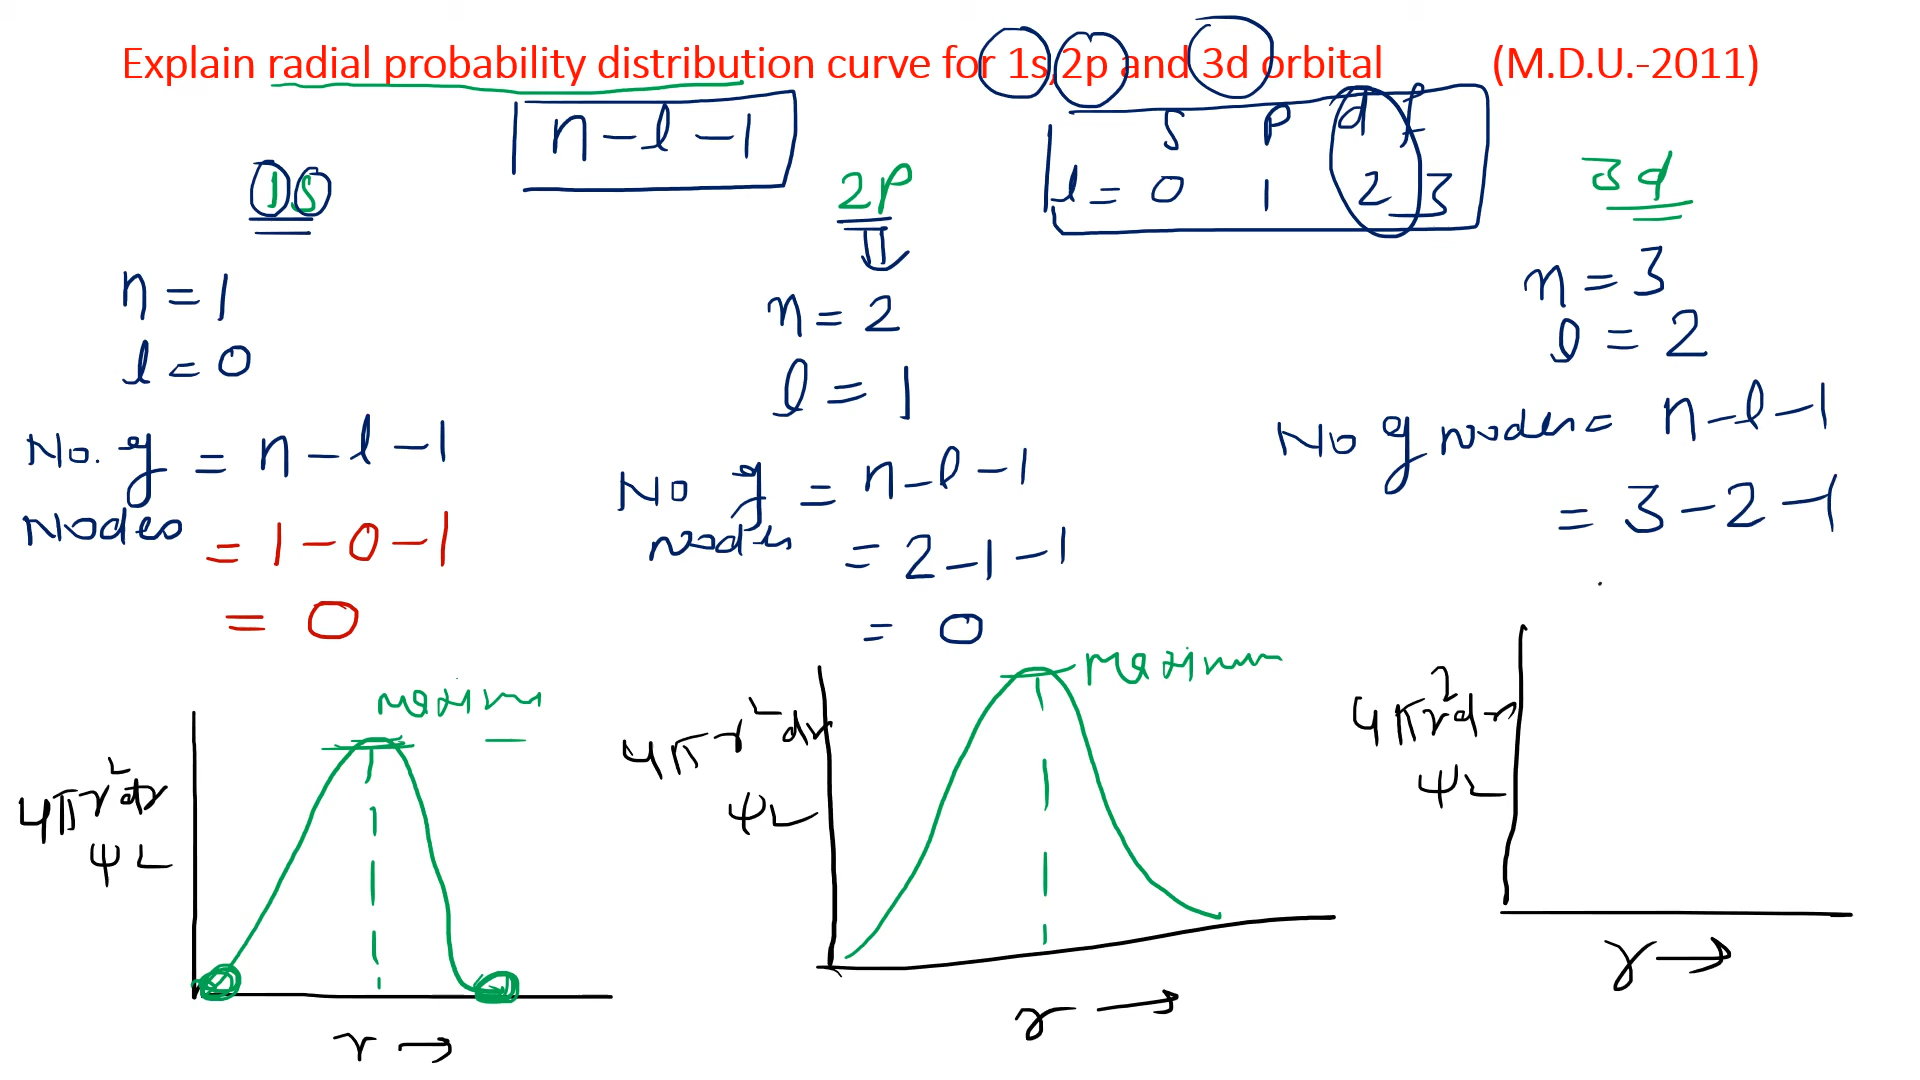 Explain radial probability distribution curve for 1s, 2p and 3d orbital (M.D.U.-2011)
n-l-1
s p d f
l = 0 1 2 3
1s
n=1
l=0
No. of Nodes = n-l-1
= 1-0-1
= 0
4πr²dr
ψ²
maximum
r →
2p
n=2
l=1
No of nodes = n-l-1
= 2-1-1
= 0
4πr²dr
ψ²
maximum
r →
3d
n=3
l=2
No of nodes = n-l-1
= 3-2-1
4πr²dr
ψ²
r →